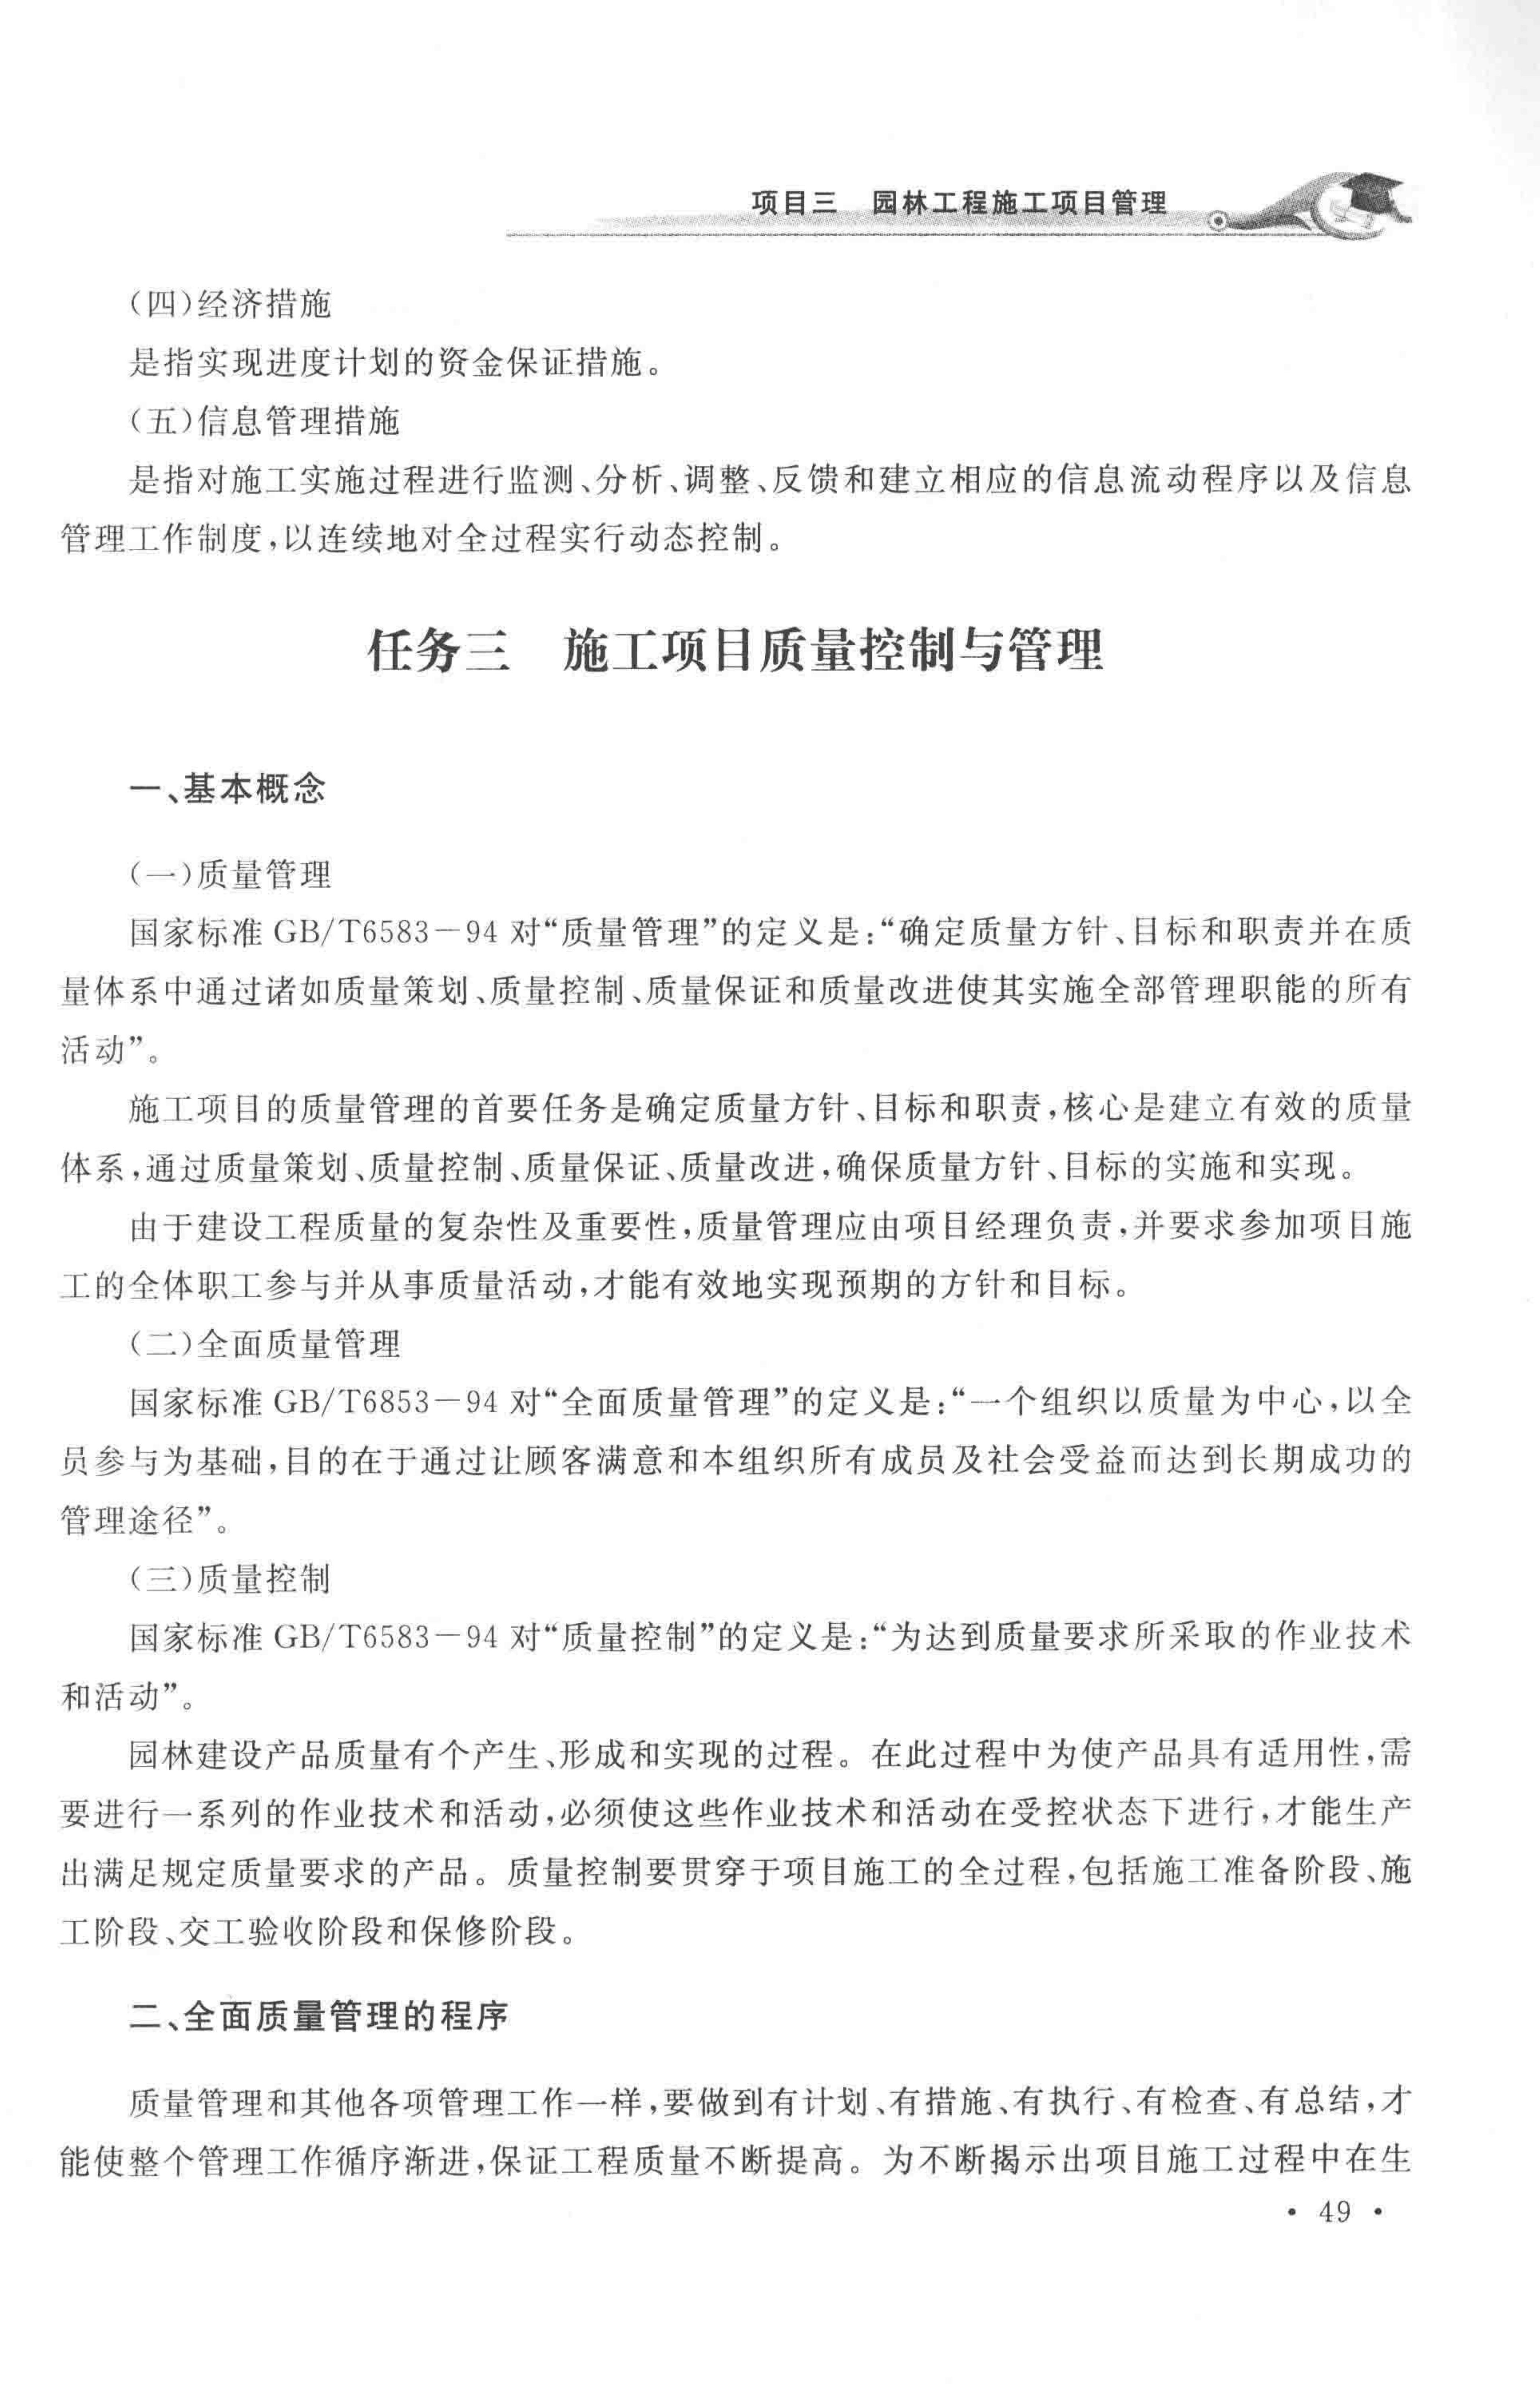 项目三　园林工程施工项目管理
（四）经济措施
是指实现进度计划的资金保证措施。
（五）信息管理措施
是指对施工实施过程进行监测、分析、调整、反馈和建立相应的信息流动程序以及信息
管理工作制度，以连续地对全过程实行动态控制。
任务三　施工项目质量控制与管理
一、基本概念
（一）质量管理
国家标准 GB/T6583－94 对“质量管理”的定义是：“确定质量方针、目标和职责并在质
量体系中通过诸如质量策划、质量控制、质量保证和质量改进使其实施全部管理职能的所有
活动”。
施工项目的质量管理的首要任务是确定质量方针、目标和职责，核心是建立有效的质量
体系，通过质量策划、质量控制、质量保证、质量改进，确保质量方针、目标的实施和实现。
由于建设工程质量的复杂性及重要性，质量管理应由项目经理负责，并要求参加项目施
工的全体职工参与并从事质量活动，才能有效地实现预期的方针和目标。
（二）全面质量管理
国家标准 GB/T6853－94 对“全面质量管理”的定义是：“一个组织以质量为中心，以全
员参与为基础，目的在于通过让顾客满意和本组织所有成员及社会受益而达到长期成功的
管理途径”。
（三）质量控制
国家标准 GB/T6583－94 对“质量控制”的定义是：“为达到质量要求所采取的作业技术
和活动”。
园林建设产品质量有个产生、形成和实现的过程。在此过程中为使产品具有适用性，需
要进行一系列的作业技术和活动，必须使这些作业技术和活动在受控状态下进行，才能生产
出满足规定质量要求的产品。质量控制要贯穿于项目施工的全过程，包括施工准备阶段、施
工阶段、交工验收阶段和保修阶段。
二、全面质量管理的程序
质量管理和其他各项管理工作一样，要做到有计划、有措施、有执行、有检查、有总结，才
能使整个管理工作循序渐进，保证工程质量不断提高。为不断揭示出项目施工过程中在生
· 49 ·